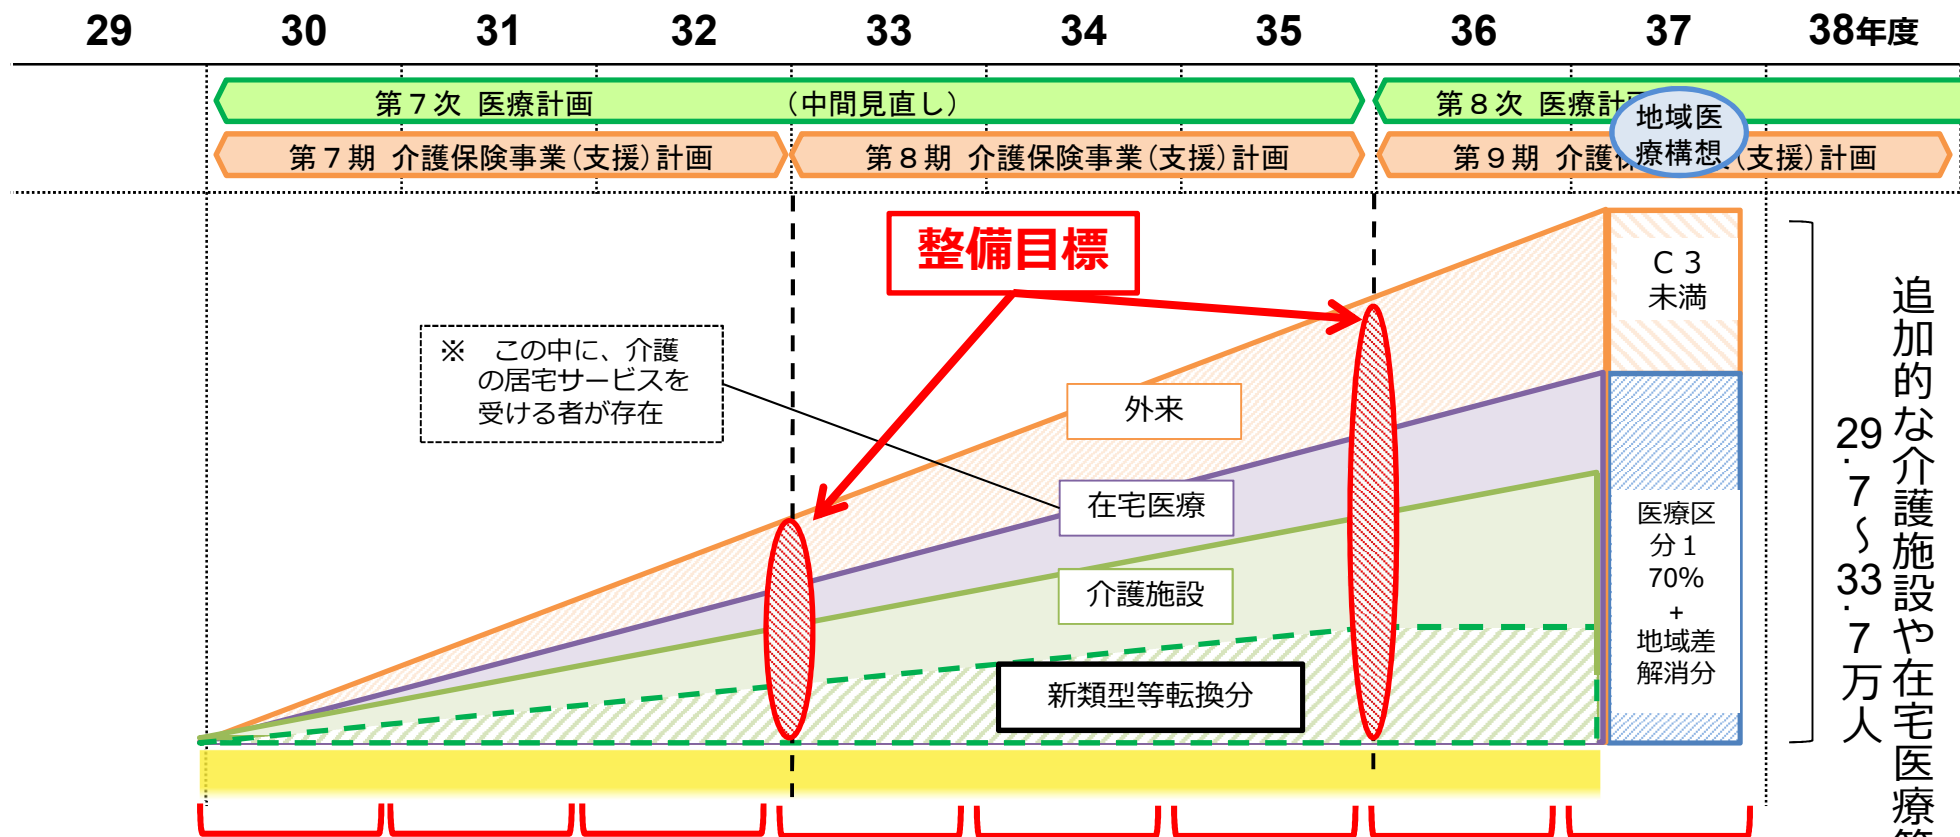 29 30 31 32 33 34 35 36 37 38年度
第７次 医療計画 （中間見直し）
第８次 医療計画
地域医
療構想
第７期 介護保険事業（支援）計画
第８期 介護保険事業（支援）計画
第９期 介護保 （支援）計画
整備目標
C３
未満
※　この中に、介護
の居宅サービスを
受ける者が存在
外来
在宅医療
介護施設
新類型等転換分
医療区
分１
70%
+
地域差
解消分
追加的な介護施設や在宅医療等
29.7～33.7万人